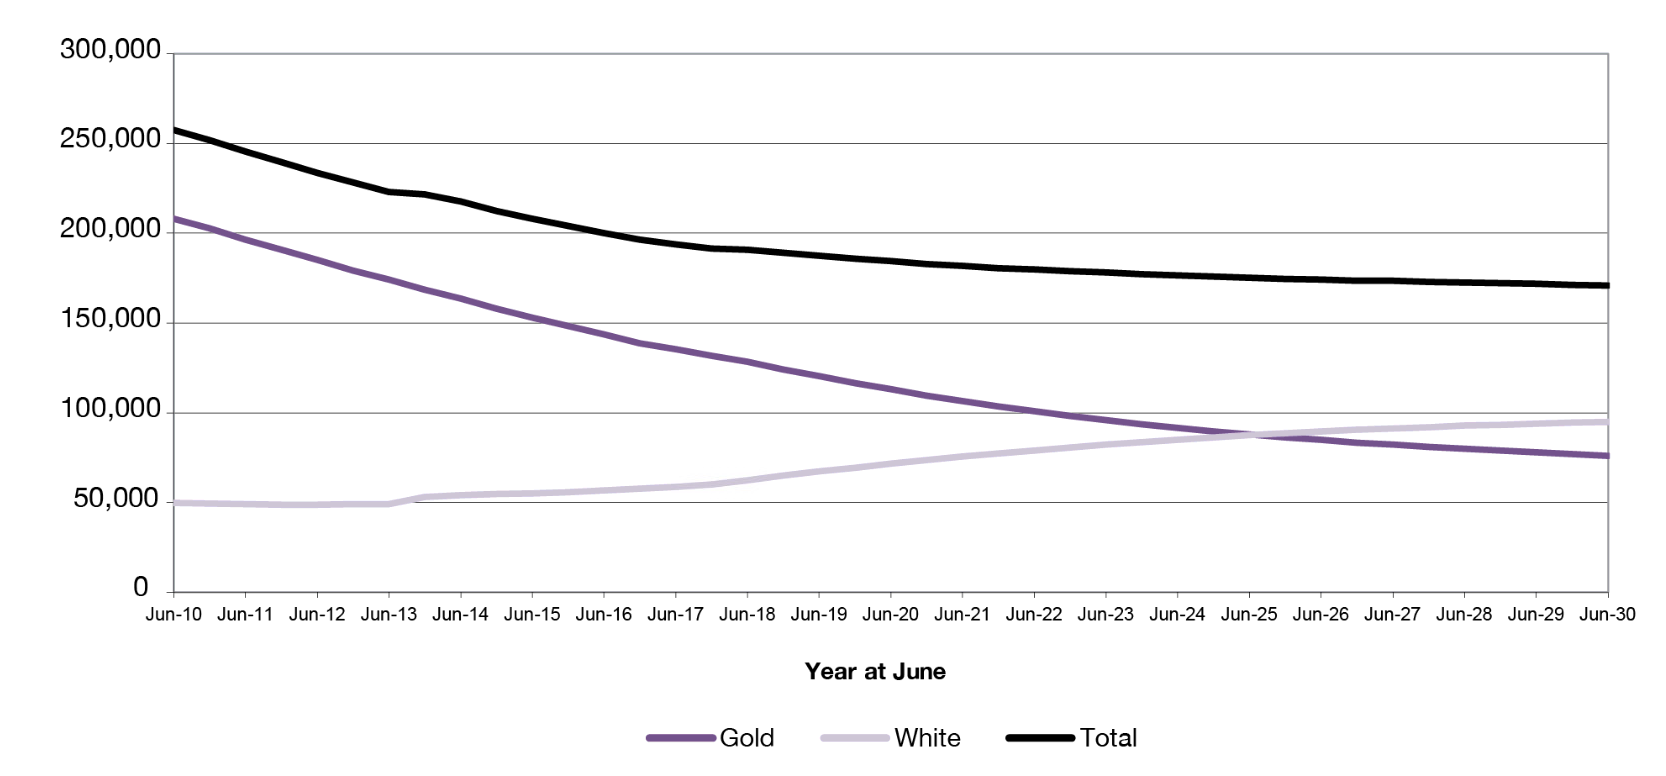 300,000
250,000
200,000
150,000
100,000
50,000
0
Jun-10 Jun-11 Jun-12 Jun-13 Jun-14 Jun-15 Jun-16 Jun-17 Jun-18 Jun-19 Jun-20 Jun-21 Jun-22 Jun-23 Jun-24 Jun-25 Jun-26 Jun-27 Jun-28 Jun-29 Jun-30
Year at June
Gold White Total